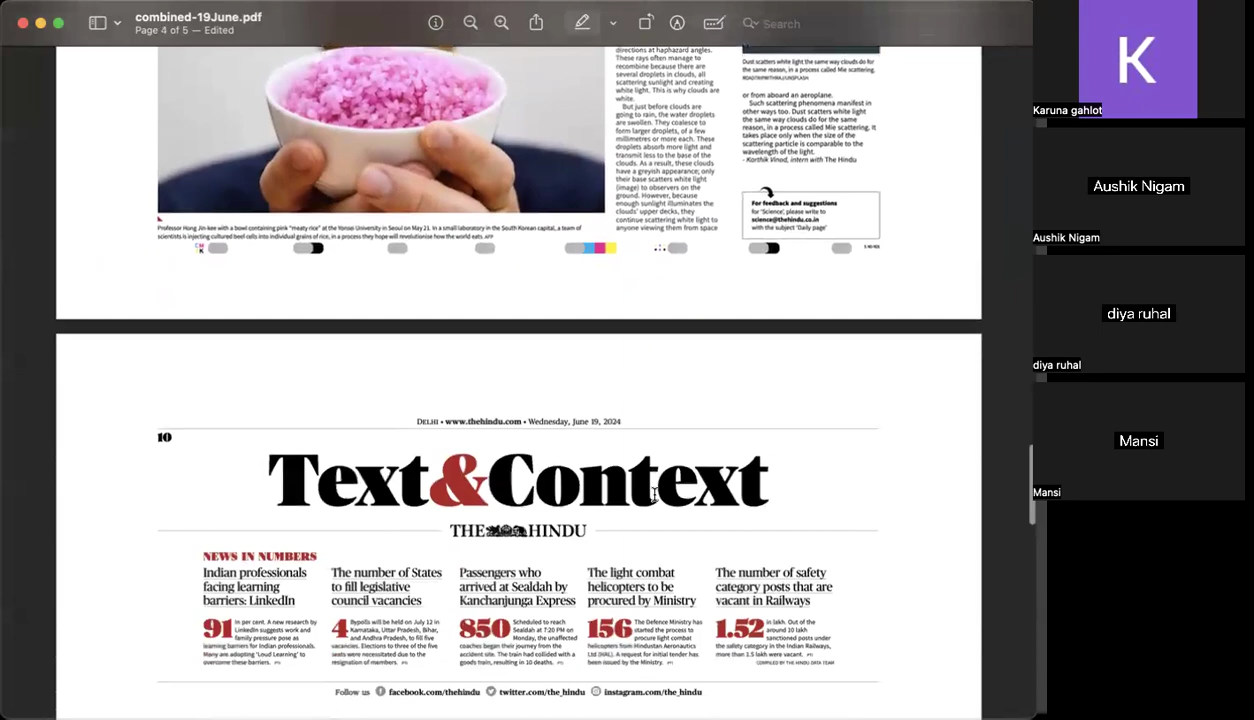 combined-19June.pdf
Page 4 of 5 — Edited
Search
directions at haphazard angles.
These rays often manage to
recombine because there are
several droplets in clouds, all
scattering sunlight and creating
white light. This is why clouds are
white.
But just before clouds are
going to rain, the water droplets
are swollen. They coalesce to
form larger droplets, of a few
millimetres or more each. These
droplets absorb more light and
transmit less to the base of the
clouds. As a result, these clouds
have a greyish appearance; only
their base scatters white light
(image) to observers on the
ground. However, because
enough sunlight illuminates the
clouds' upper decks, they
continue scattering white light to
anyone viewing them from space
Dust scatters white light the same way clouds do for
the same reason, in a process called Mie scattering.
or from aboard an aeroplane.
Such scattering phenomena manifest in
other ways too. Dust scatters white light
the same way clouds do for the same
reason, in a process called Mie scattering. It
takes place only when the size of the
scattering particle is comparable to the
wavelength of the light.
- Karthik Vinod, intern with The Hindu
For feedback and suggestions
for 'Science', please write to
science@thehindu.co.in
with the subject 'Daily page'
Professor Hong Jin-kee with a bowl containing pink "meaty rice" at the Yonsei University in Seoul on May 21. In a small laboratory in the South Korean capital, a team of
scientists is injecting cultured beef cells into individual grains of rice, in a process they hope will revolutionise how the world eats. AFP
DELHI • www.thehindu.com • Wednesday, June 19, 2024
10
Text&Context
THE HINDU
NEWS IN NUMBERS
Indian professionals
facing learning
barriers: LinkedIn
91 In per cent. A new research by
LinkedIn suggests work and
family pressure pose as
learning barriers for Indian professionals.
Many are adopting 'Loud Learning' to
overcome these barriers. PTI
The number of States
to fill legislative
council vacancies
4 Bypolls will be held on July 12 in
Karnataka, Uttar Pradesh, Bihar,
and Andhra Pradesh, to fill five
vacancies. Elections to three of the five
seats were necessitated due to the
resignation of members. PTI
Passengers who
arrived at Sealdah by
Kanchanjunga Express
850 Scheduled to reach
Sealdah at 7:20 PM on
Monday, the unaffected
coaches began their journey from the
accident site. The train had collided with a
goods train, resulting in 10 deaths. PTI
The light combat
helicopters to be
procured by Ministry
156 The Defence Ministry has
started the process to
procure light combat
helicopters from Hindustan Aeronautics
Ltd (HAL). A request for initial tender has
been issued by the Ministry. PTI
The number of safety
category posts that are
vacant in Railways
1.52 in lakh. Out of the
around 10 lakh
sanctioned posts under
the safety category in the Indian Railways,
more than 1.5 lakh were vacant. PTI
COMPILED BY THE HINDU DATA TEAM
Follow us facebook.com/thehindu twitter.com/the_hindu instagram.com/the_hindu
K
Karuna gahlot
Aushik Nigam
Aushik Nigam
diya ruhal
diya ruhal
Mansi
Mansi